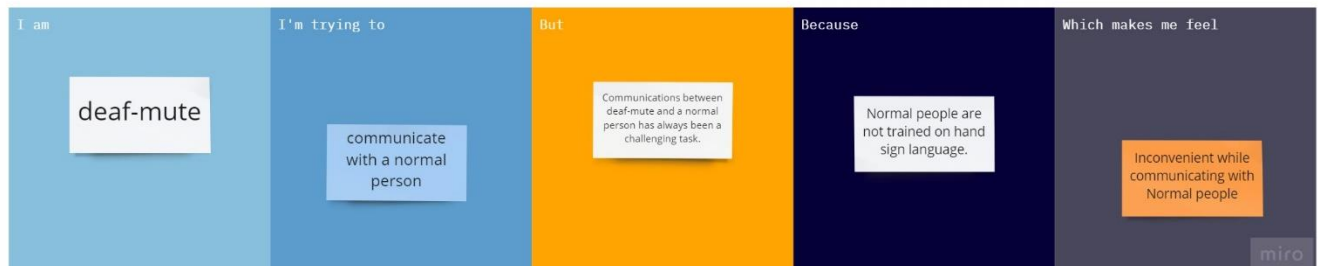 I am
deaf-mute
I'm trying to
communicate
with a normal
person
But
Communications between
deaf-mute and a normal
person has always been a
challenging task.
Because
Normal people are
not trained on hand
sign language.
Which makes me feel
Inconvenient while
communicating with
Normal people
miro